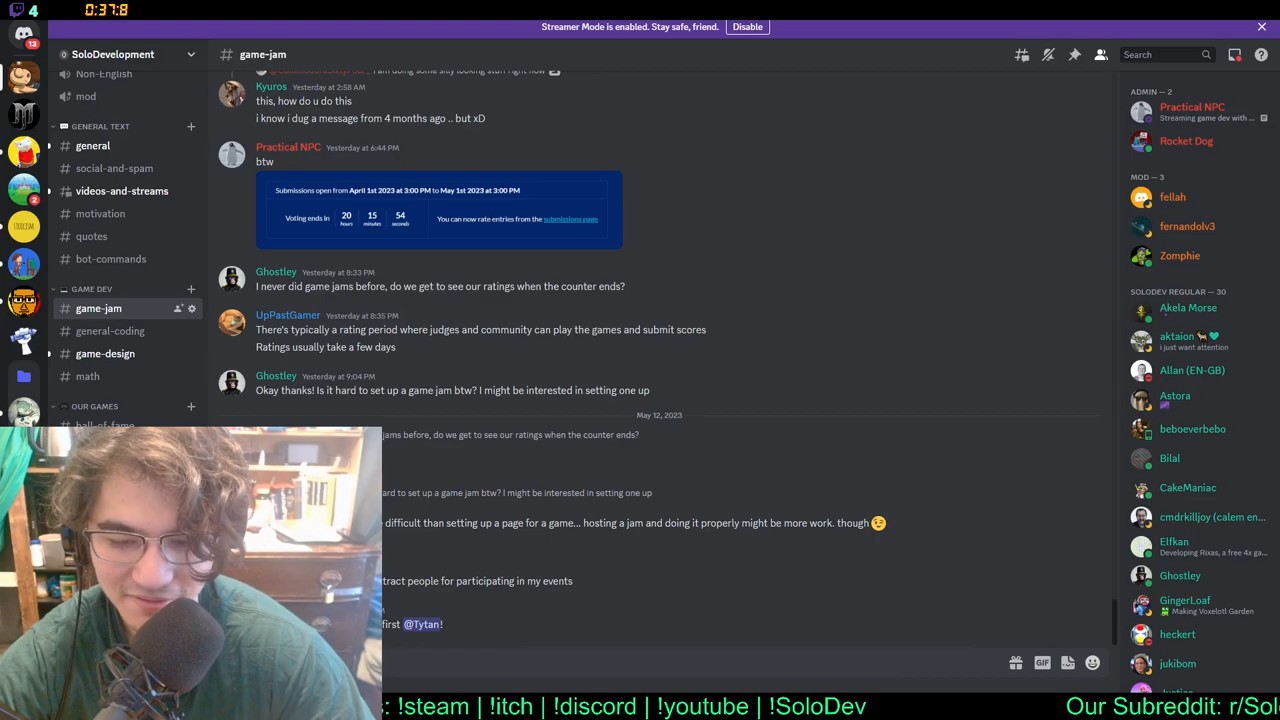 4
0:37.8
Streamer Mode is enabled. Stay safe, friend.
Disable
13
2
SoloDevelopment
Non-English
mod
GENERAL TEXT
general
social-and-spam
videos-and-streams
motivation
quotes
bot-commands
GAME DEV
game-jam
general-coding
game-design
math
OUR GAMES
game-jam
Search
Kyuros Yesterday at 2:58 AM
this, how do u do this
i know i dug a message from 4 months ago .. but xD
Practical NPC Yesterday at 6:44 PM
btw
Submissions open from April 1st 2023 at 3:00 PM to May 1st 2023 at 3:00 PM
Voting ends in 20 hours 15 minutes 54 seconds
You can now rate entries from the submissions page
Ghostley Yesterday at 8:33 PM
I never did game jams before, do we get to see our ratings when the counter ends?
UpPastGamer Yesterday at 8:35 PM
There's typically a rating period where judges and community can play the games and submit scores
Ratings usually take a few days
Ghostley Yesterday at 9:04 PM
Okay thanks! Is it hard to set up a game jam btw? I might be interested in setting one up
May 12, 2023
jams before, do we get to see our ratings when the counter ends?
ard to set up a game jam btw? I might be interested in setting one up
difficult than setting up a page for a game... hosting a jam and doing it properly might be more work. though 😉
tract people for participating in my events
first @Tytan!
GIF
ADMIN — 2
Practical NPC
Streaming game dev with ...
Rocket Dog
MOD — 3
fellah
fernandolv3
Zomphie
SOLODEV REGULAR — 30
Akela Morse
aktaion
i just want attention
Allan (EN-GB)
Astora
beboeverbebo
Bilal
CakeManiac
cmdrkilljoy (calem en...
Elfkan
Developing Rixas, a free 4x ga...
Ghostley
GingerLoaf
Making Voxelotl Garden
heckert
jukibom
s: !steam | !itch | !discord | !youtube | !SoloDev
Our Subreddit: r/Solo